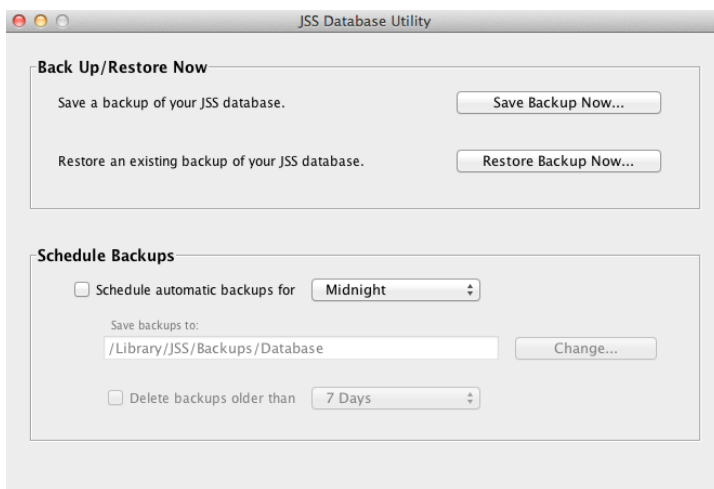 JSS Database Utility
Back Up/Restore Now
Save a backup of your JSS database.
Save Backup Now...
Restore an existing backup of your JSS database.
Restore Backup Now...
Schedule Backups
Schedule automatic backups for
Midnight
Save backups to:
/Library/JSS/Backups/Database
Change...
Delete backups older than
7 Days